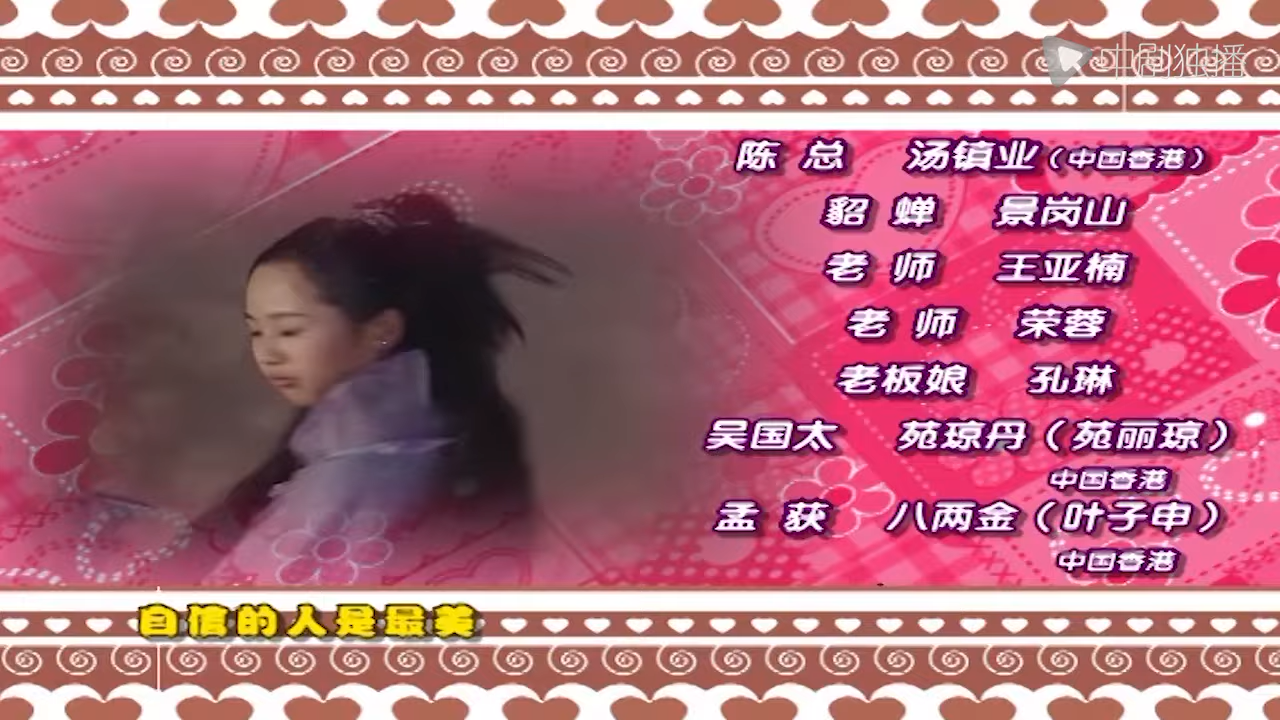 中剧独播
陈 总 汤镇业（中国香港）
貂 蝉 景岗山
老 师 王亚楠
老 师 荣蓉
老板娘 孔琳
吴国太 苑琼丹（苑丽琼）
中国香港
孟 获 八两金（叶子申）
中国香港
自信的人是最美